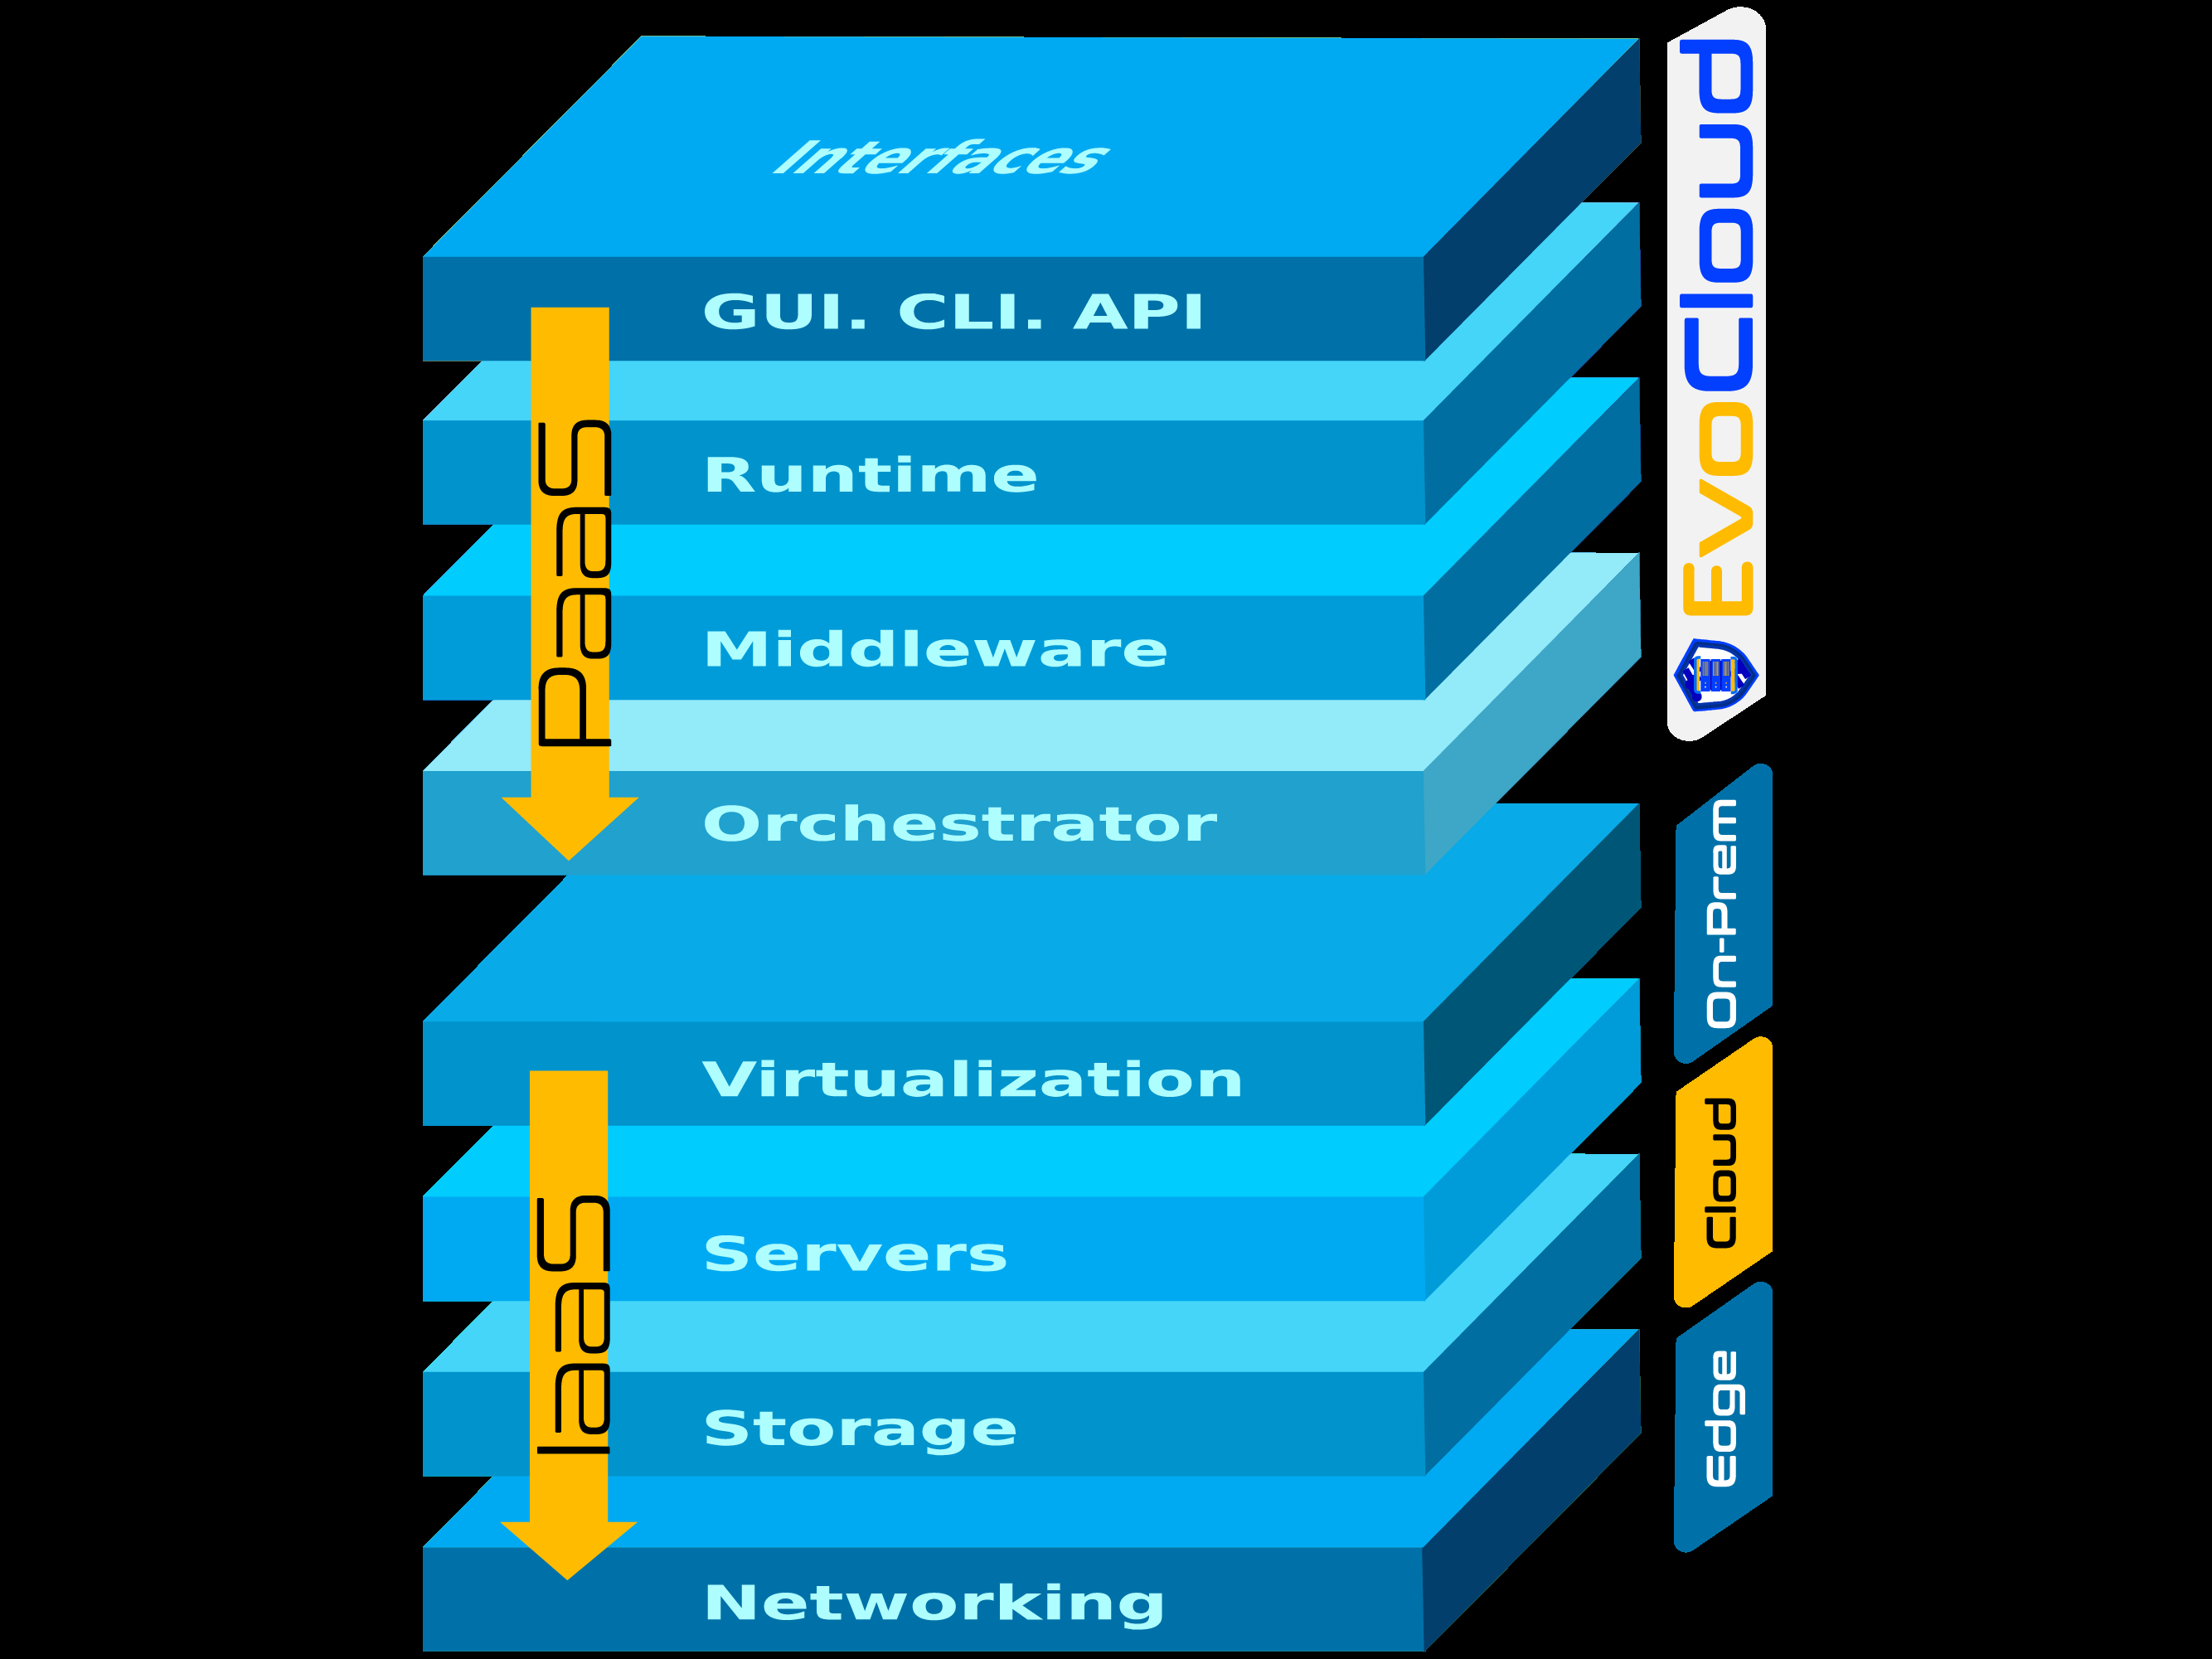 Interfaces
GUI. CLI. API
Runtime
Middleware
Orchestrator
Virtualization
Servers
Storage
Networking
PaaS
IaaS
EvoCloud
On-Prem
Cloud
Edge